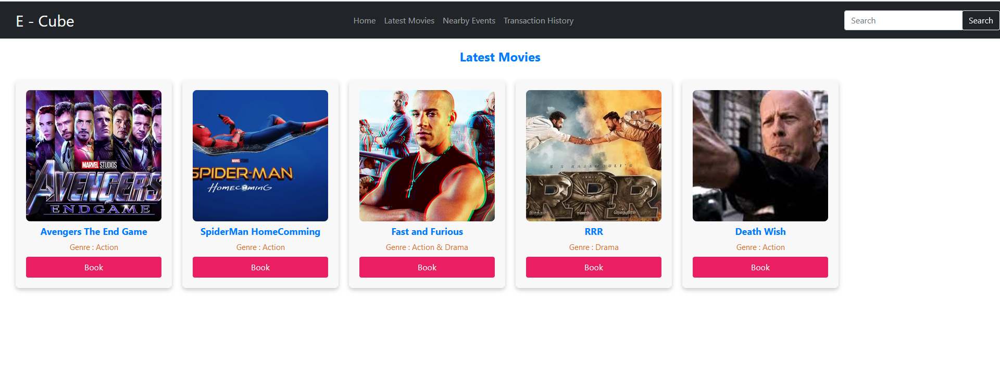 E - Cube
Home Latest Movies Nearby Events Transaction History
Search Search
Latest Movies
MARVEL STUDIOS
AVENGERS
ENDGAME
Avengers The End Game
Genre : Action
Book
MARVEL
SPIDER-MAN
HOMECOMING
SpiderMan HomeComming
Genre : Action
Book
Fast and Furious
Genre : Action & Drama
Book
S S RAJAMOULI'S
RRR
இரத்தம் ரணம் ரௌத்திரம்
RRR
Genre : Drama
Book
Death Wish
Genre : Action
Book